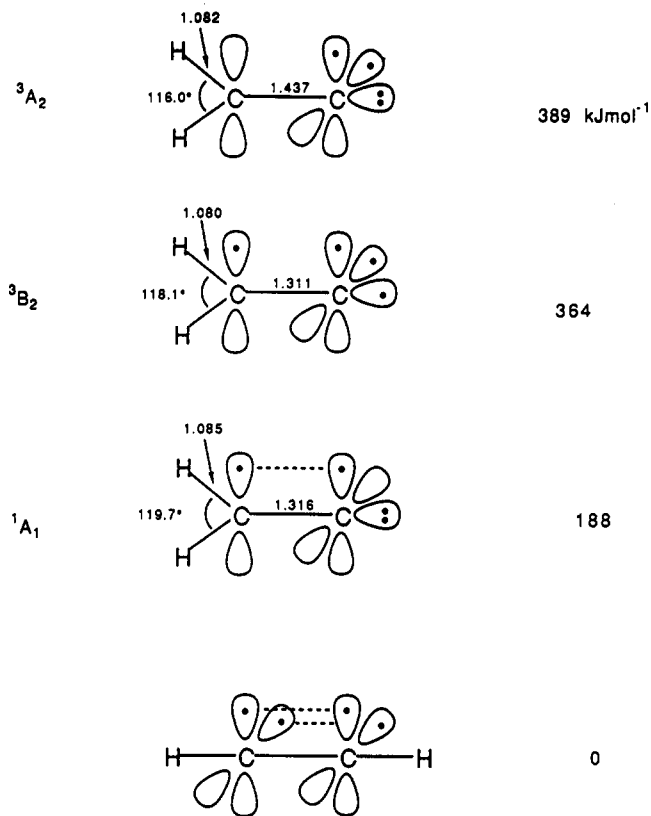 1.082
H
³A₂ 116.0° C 1.437 C 389 kJmol⁻¹
H
1.080
H
³B₂ 118.1° C 1.311 C 364
H
1.085
H
¹A₁ 119.7° C 1.316 C 188
H
H C C H 0